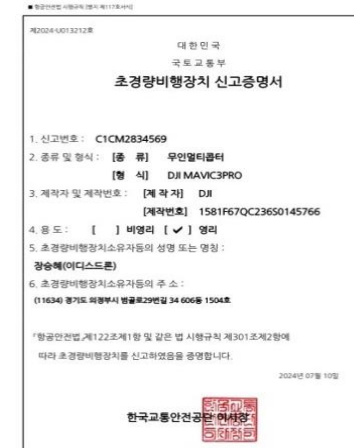 ■ 항공안전법 시행규칙 [별지 제117호서식]
제2024-U013212호
대 한 민 국
국 토 교 통 부
초경량비행장치 신고증명서
1. 신고번호 : C1CM2834569
2. 종류 및 형식 : [종 류] 무인멀티콥터
[형 식] DJI MAVIC3PRO
3. 제작자 및 제작번호 : [제 작 자] DJI
[제작번호] 1581F67QC236S0145766
4. 용 도 : [ ] 비영리 [ ✔ ] 영리
5. 초경량비행장치소유자등의 성명 또는 명칭 :
장승혜(이디스드론)
6. 초경량비행장치소유자등의 주 소 :
(11634) 경기도 의정부시 범골로29번길 34 606동 1504호
「항공안전법」제122조제1항 및 같은 법 시행규칙 제301조제2항에
따라 초경량비행장치를 신고하였음을 증명합니다.
2024년 07월 10일
한국교통안전공단 이사장